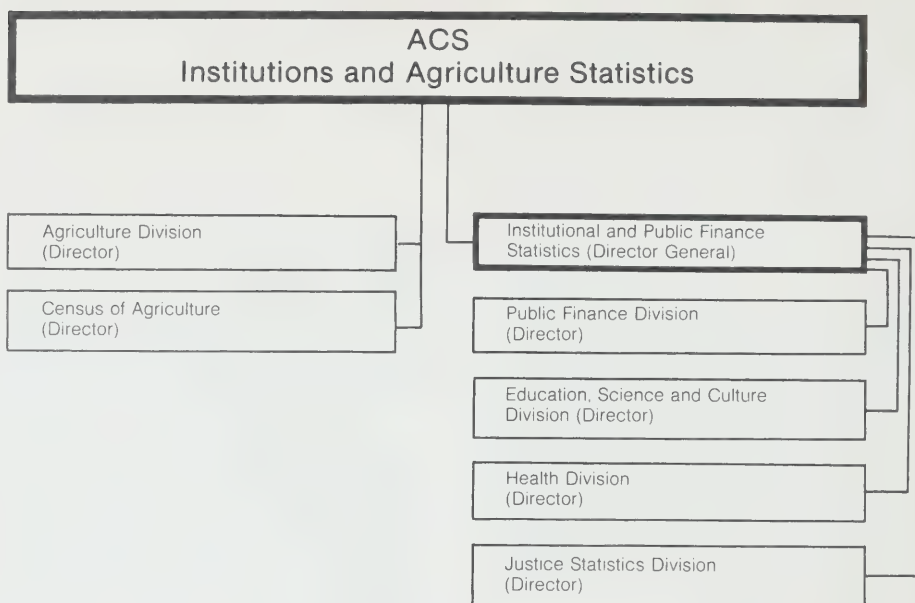 ACS
Institutions and Agriculture Statistics
Agriculture Division
(Director)
Census of Agriculture
(Director)
Institutional and Public Finance
Statistics (Director General)
Public Finance Division
(Director)
Education, Science and Culture
Division (Director)
Health Division
(Director)
Justice Statistics Division
(Director)